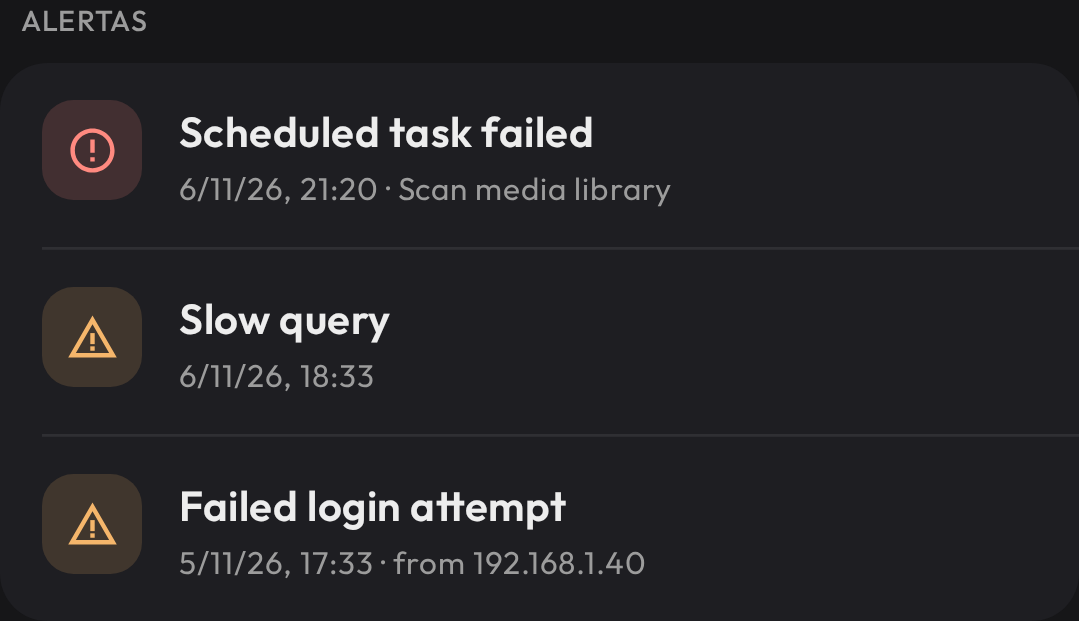 ALERTAS
Scheduled task failed
6/11/26, 21:20 · Scan media library
Slow query
6/11/26, 18:33
Failed login attempt
5/11/26, 17:33 · from 192.168.1.40